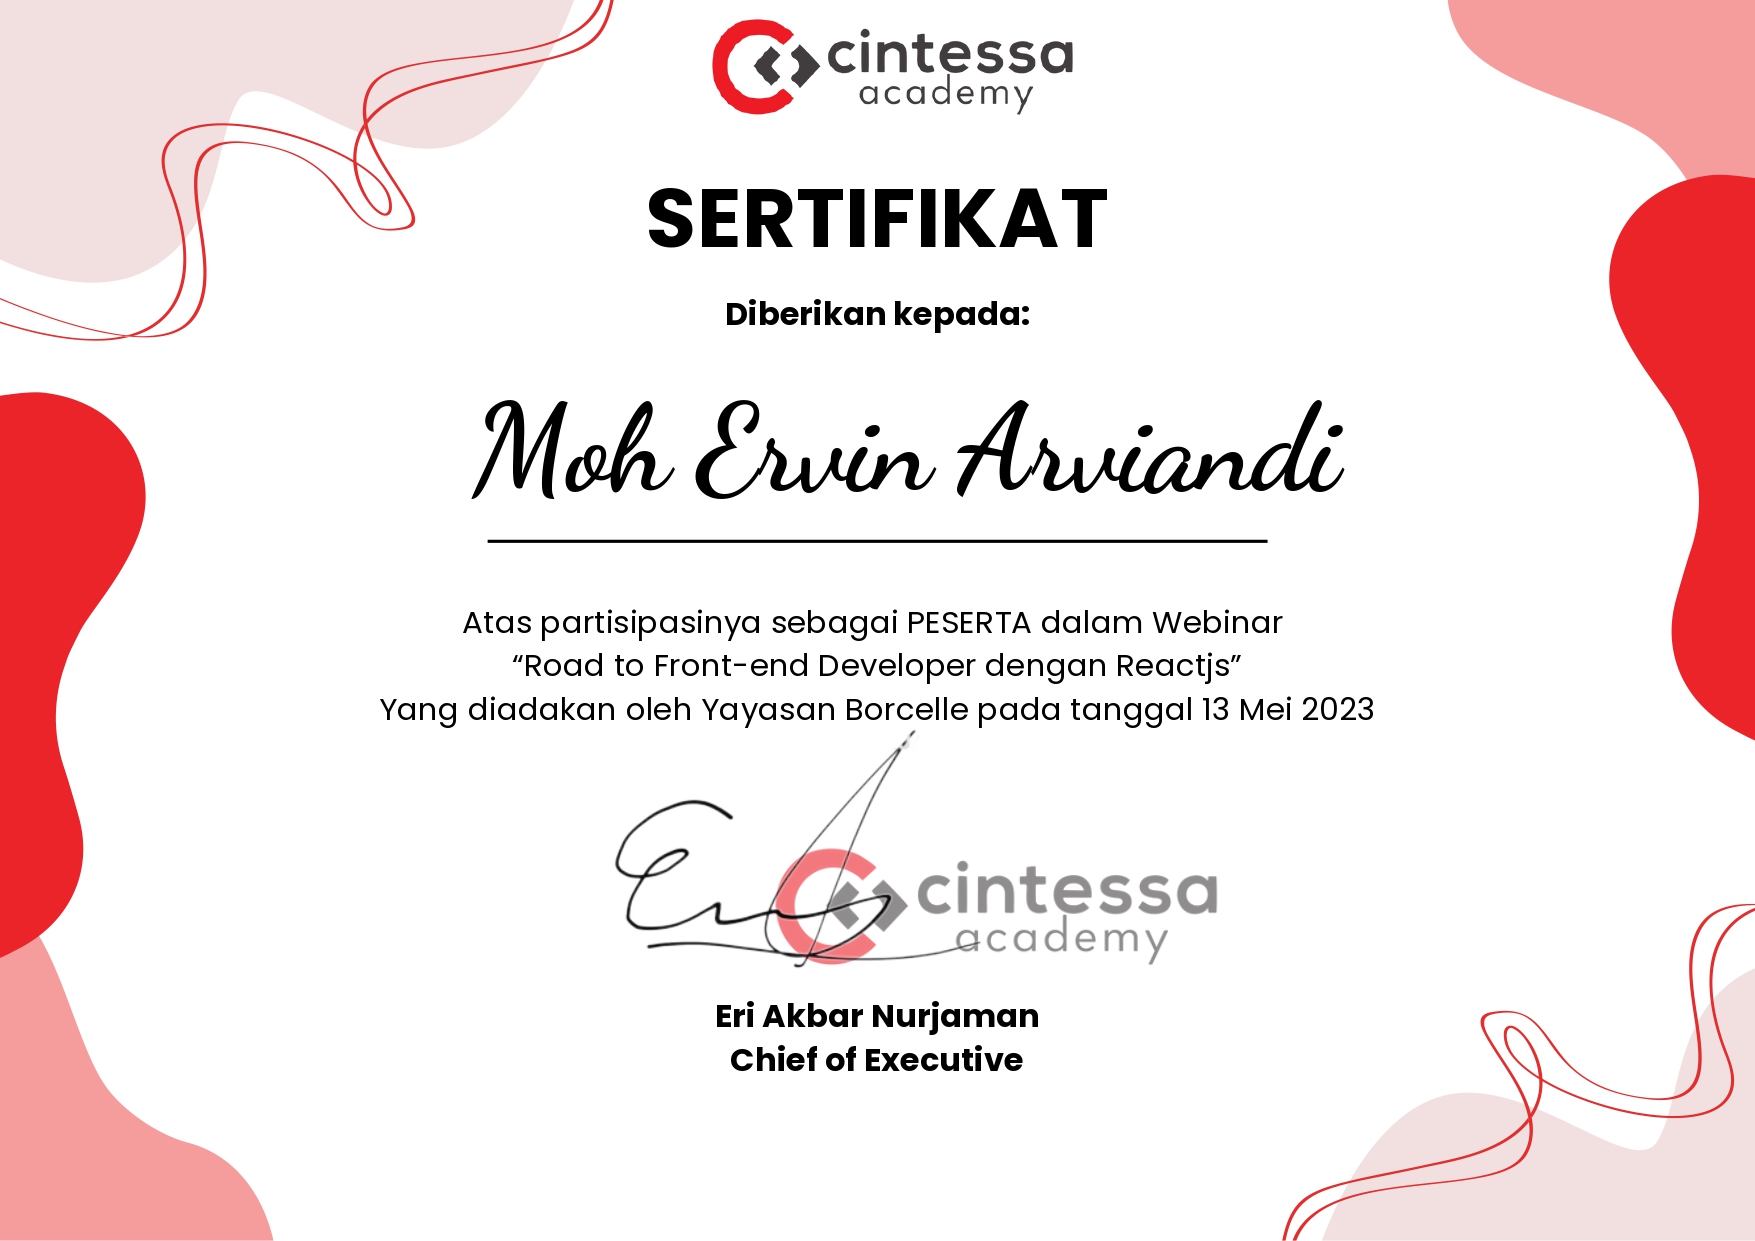 cintessa
academy
SERTIFIKAT
Diberikan kepada:
Moh Ervin Arviandi
Atas partisipasinya sebagai PESERTA dalam Webinar
“Road to Front-end Developer dengan Reactjs”
Yang diadakan oleh Yayasan Borcelle pada tanggal 13 Mei 2023
cintessa
academy
Eri Akbar Nurjaman
Chief of Executive